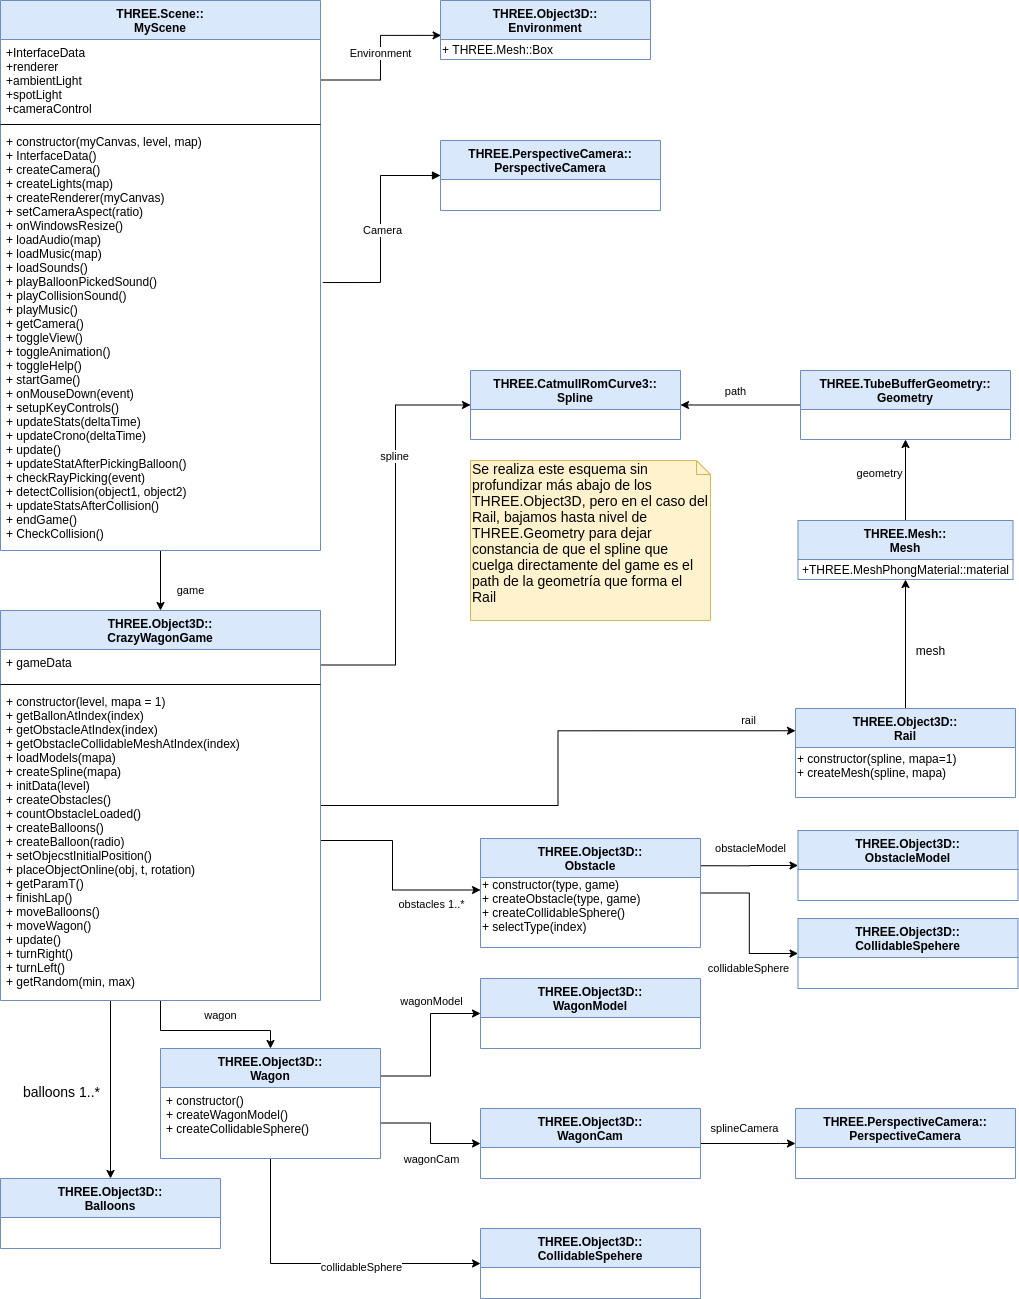 THREE.Scene::
MyScene
+InterfaceData
+renderer
+ambientLight
+spotLight
+cameraControl
+ constructor(myCanvas, level, map)
+ InterfaceData()
+ createCamera()
+ createLights(map)
+ createRenderer(myCanvas)
+ setCameraAspect(ratio)
+ onWindowsResize()
+ loadAudio(map)
+ loadMusic(map)
+ loadSounds()
+ playBalloonPickedSound()
+ playCollisionSound()
+ playMusic()
+ getCamera()
+ toggleView()
+ toggleAnimation()
+ toggleHelp()
+ startGame()
+ onMouseDown(event)
+ setupKeyControls()
+ updateStats(deltaTime)
+ updateCrono(deltaTime)
+ update()
+ updateStatAfterPickingBalloon()
+ checkRayPicking(event)
+ detectCollision(object1, object2)
+ updateStatsAfterCollision()
+ endGame()
+ CheckCollision()
Environment
THREE.Object3D::
Environment
+ THREE.Mesh::Box
Camera
THREE.PerspectiveCamera::
PerspectiveCamera
spline
THREE.CatmullRomCurve3::
Spline
path
THREE.TubeBufferGeometry::
Geometry
Se realiza este esquema sin
profundizar más abajo de los
THREE.Object3D, pero en el caso del
Rail, bajamos hasta nivel de
THREE.Geometry para dejar
constancia de que el spline que
cuelga directamente del game es el
path de la geometría que forma el
Rail
geometry
THREE.Mesh::
Mesh
+THREE.MeshPhongMaterial::material
mesh
game
THREE.Object3D::
CrazyWagonGame
+ gameData
+ constructor(level, mapa = 1)
+ getBallonAtIndex(index)
+ getObstacleAtIndex(index)
+ getObstacleCollidableMeshAtIndex(index)
+ loadModels(mapa)
+ createSpline(mapa)
+ initData(level)
+ createObstacles()
+ countObstacleLoaded()
+ createBalloons()
+ createBalloon(radio)
+ setObjecstInitialPosition()
+ placeObjectOnline(obj, t, rotation)
+ getParamT()
+ finishLap()
+ moveBalloons()
+ moveWagon()
+ update()
+ turnRight()
+ turnLeft()
+ getRandom(min, max)
rail
THREE.Object3D::
Rail
+ constructor(spline, mapa=1)
+ createMesh(spline, mapa)
obstacles 1..*
THREE.Object3D::
Obstacle
+ constructor(type, game)
+ createObstacle(type, game)
+ createCollidableSphere()
+ selectType(index)
obstacleModel
THREE.Object3D::
ObstacleModel
collidableSphere
THREE.Object3D::
CollidableSpehere
wagon
THREE.Object3D::
Wagon
+ constructor()
+ createWagonModel()
+ createCollidableSphere()
wagonModel
THREE.Object3D::
WagonModel
wagonCam
THREE.Object3D::
WagonCam
splineCamera
THREE.PerspectiveCamera::
PerspectiveCamera
balloons 1..*
THREE.Object3D::
Balloons
collidableSphere
THREE.Object3D::
CollidableSpehere